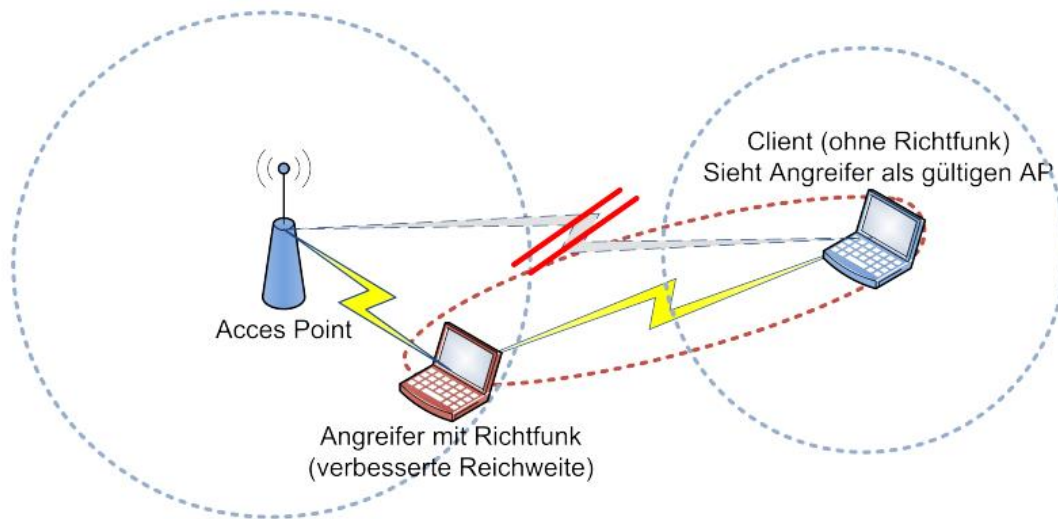 Client (ohne Richtfunk)
Sieht Angreifer als gültigen AP
Acces Point
Angreifer mit Richtfunk
(verbesserte Reichweite)